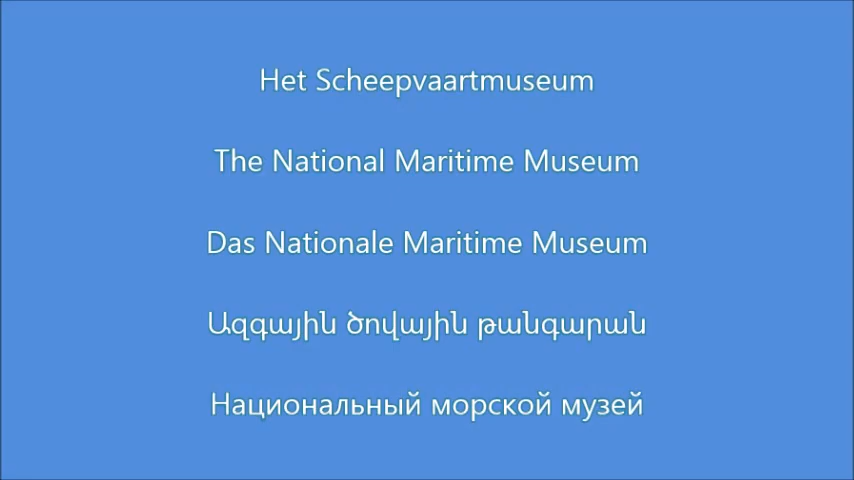 Het Scheepvaartmuseum
The National Maritime Museum
Das Nationale Maritime Museum
Ազգային ծովային թանգարան
Национальный морской музей